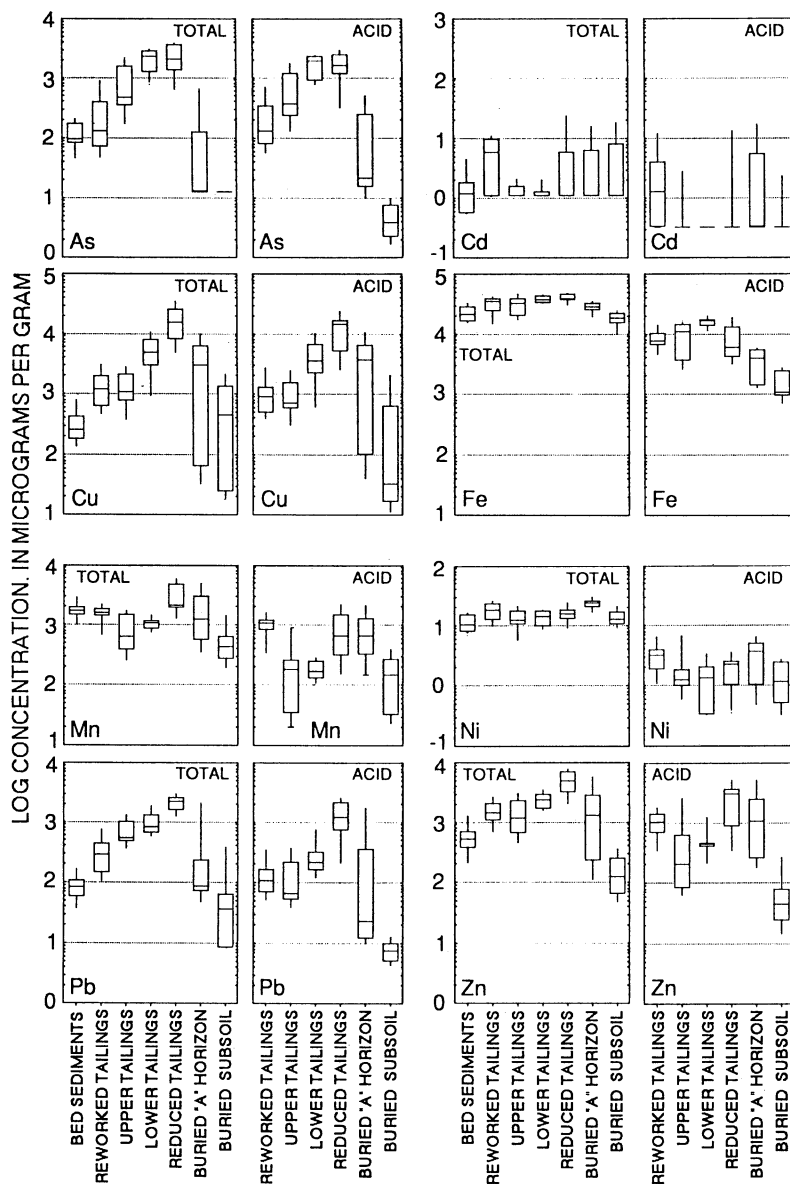 LOG CONCENTRATION. IN MICROGRAMS PER GRAM
4 TOTAL ACID 2 TOTAL ACID
3 1
2 0
1 -1
0
As As Cd Cd
5 TOTAL ACID 5 TOTAL ACID
4 4
3 3
2 2
1 1
Cu Cu Fe Fe
4 TOTAL ACID 2 TOTAL ACID
3 1
2 0
1 -1
Mn Mn Ni Ni
4 TOTAL ACID 4 TOTAL ACID
3 3
2 2
1 1
0 0
Pb Pb Zn Zn
BED SEDIMENTS
REWORKED TAILINGS
UPPER TAILINGS
LOWER TAILINGS
REDUCED TAILINGS
BURIED "A" HORIZON
BURIED SUBSOIL
REWORKED TAILINGS
UPPER TAILINGS
LOWER TAILINGS
REDUCED TAILINGS
BURIED "A" HORIZON
BURIED SUBSOIL
BED SEDIMENTS
REWORKED TAILINGS
UPPER TAILINGS
LOWER TAILINGS
REDUCED TAILINGS
BURIED "A" HORIZON
BURIED SUBSOIL
REWORKED TAILINGS
UPPER TAILINGS
LOWER TAILINGS
REDUCED TAILINGS
BURIED "A" HORIZON
BURIED SUBSOIL